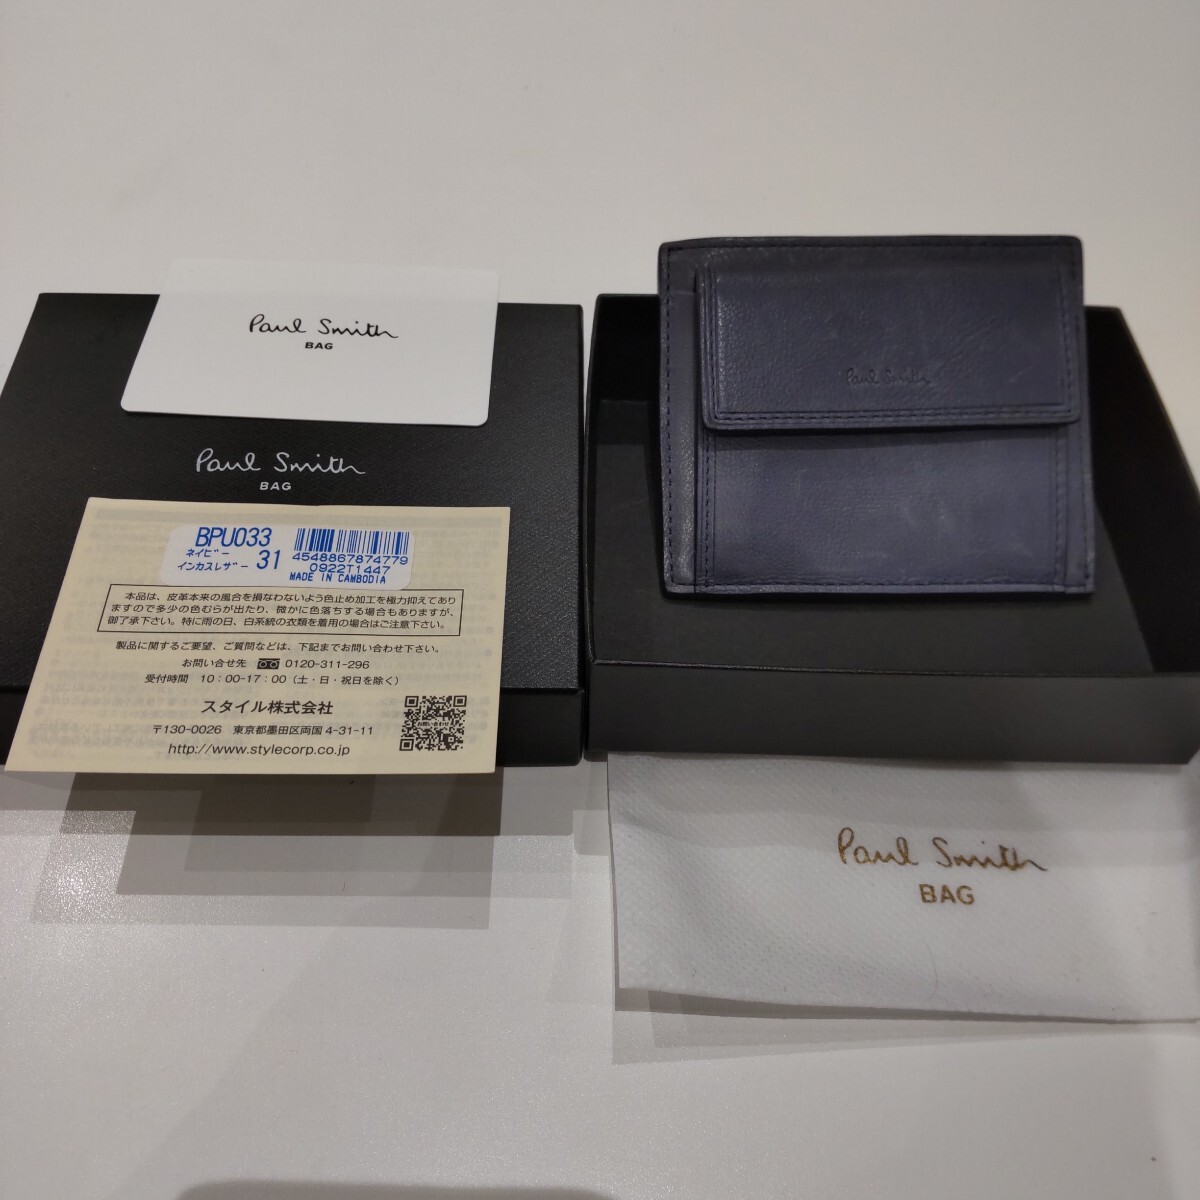 Paul Smith
BAG
Paul Smith
BAG
BPU033
ネイビー
インカスレザー 31
4548867874779
0922T1447
MADE IN CAMBODIA
本品は、皮革本来の風合を損なわないよう色止め加工を極力抑えてあり
ますので多少の色むらが出たり、微かに色落ちする場合もありますが、
御了承下さい。特に雨の日、白系統の衣類を着用の場合はご注意下さい。
製品に関するご要望、ご質問などは、下記までお問い合わせ下さい。
お問い合せ先 0120-311-296
受付時間 10：00-17：00（土・日・祝日を除く）
スタイル株式会社
〒130-0026 東京都墨田区両国 4-31-11
http://www.stylecorp.co.jp
お問い合わせ
Paul Smith
Paul Smith
BAG